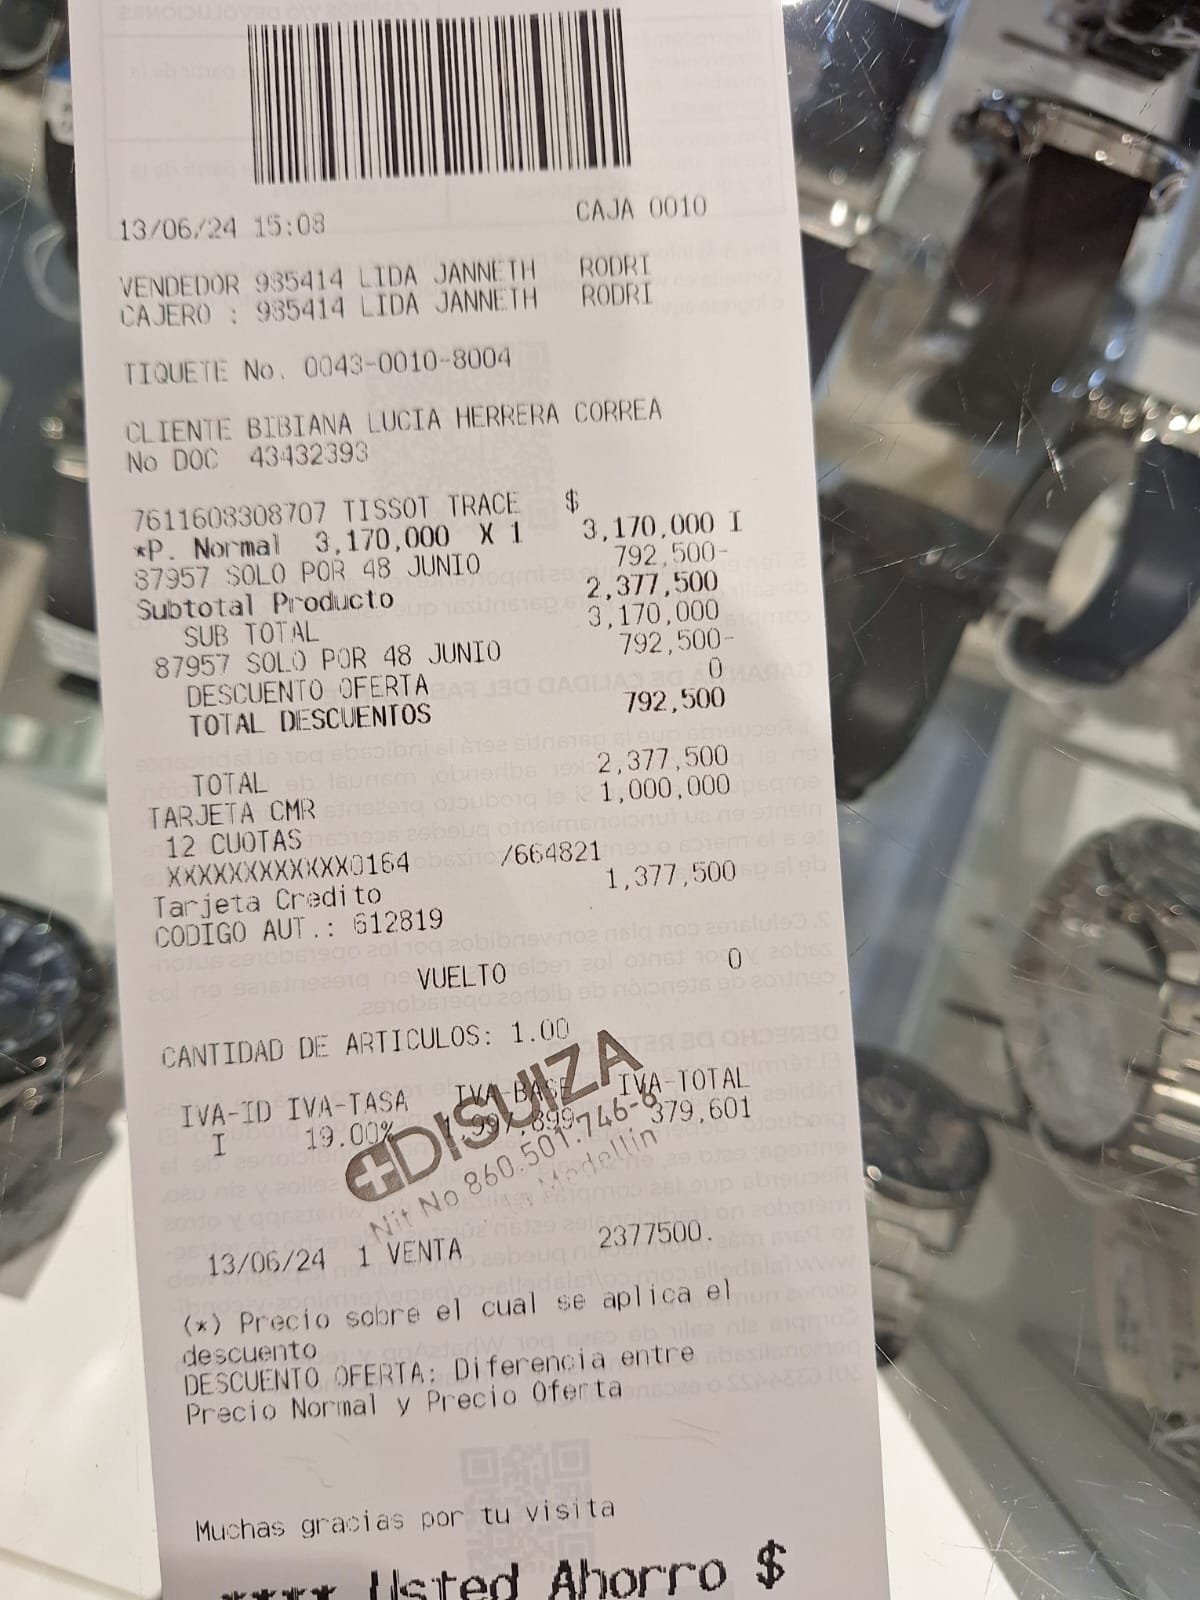 13/06/24 15:08 CAJA 0010
VENDEDOR 985414 LIDA JANNETH RODRI
CAJERO : 985414 LIDA JANNETH RODRI
TIQUETE No. 0043-0010-8004
CLIENTE BIBIANA LUCIA HERRERA CORREA
No DOC 43432393
7611608308707 TISSOT TRACE $
*P. Normal 3,170,000 X 1 3,170,000 I
87957 SOLO POR 48 JUNIO 792,500-
Subtotal Producto 2,377,500
SUB TOTAL 3,170,000
87957 SOLO POR 48 JUNIO 792,500-
DESCUENTO OFERTA 0
TOTAL DESCUENTOS 792,500
TOTAL 2,377,500
TARJETA CMR 1,000,000
12 CUOTAS
XXXXXXXXXXXX0164 /664821
Tarjeta Credito 1,377,500
CODIGO AUT.: 612819
VUELTO 0
CANTIDAD DE ARTICULOS: 1.00
IVA-ID IVA-TASA IVA-BASE IVA-TOTAL
I 19.00% 379,601
DISUIZA
Nit No 860.501.746-6
Medellín
13/06/24 1 VENTA 2377500.
(*) Precio sobre el cual se aplica el
descuento
DESCUENTO OFERTA: Diferencia entre
Precio Normal y Precio Oferta
Muchas gracias por tu visita
**** Usted Ahorro $